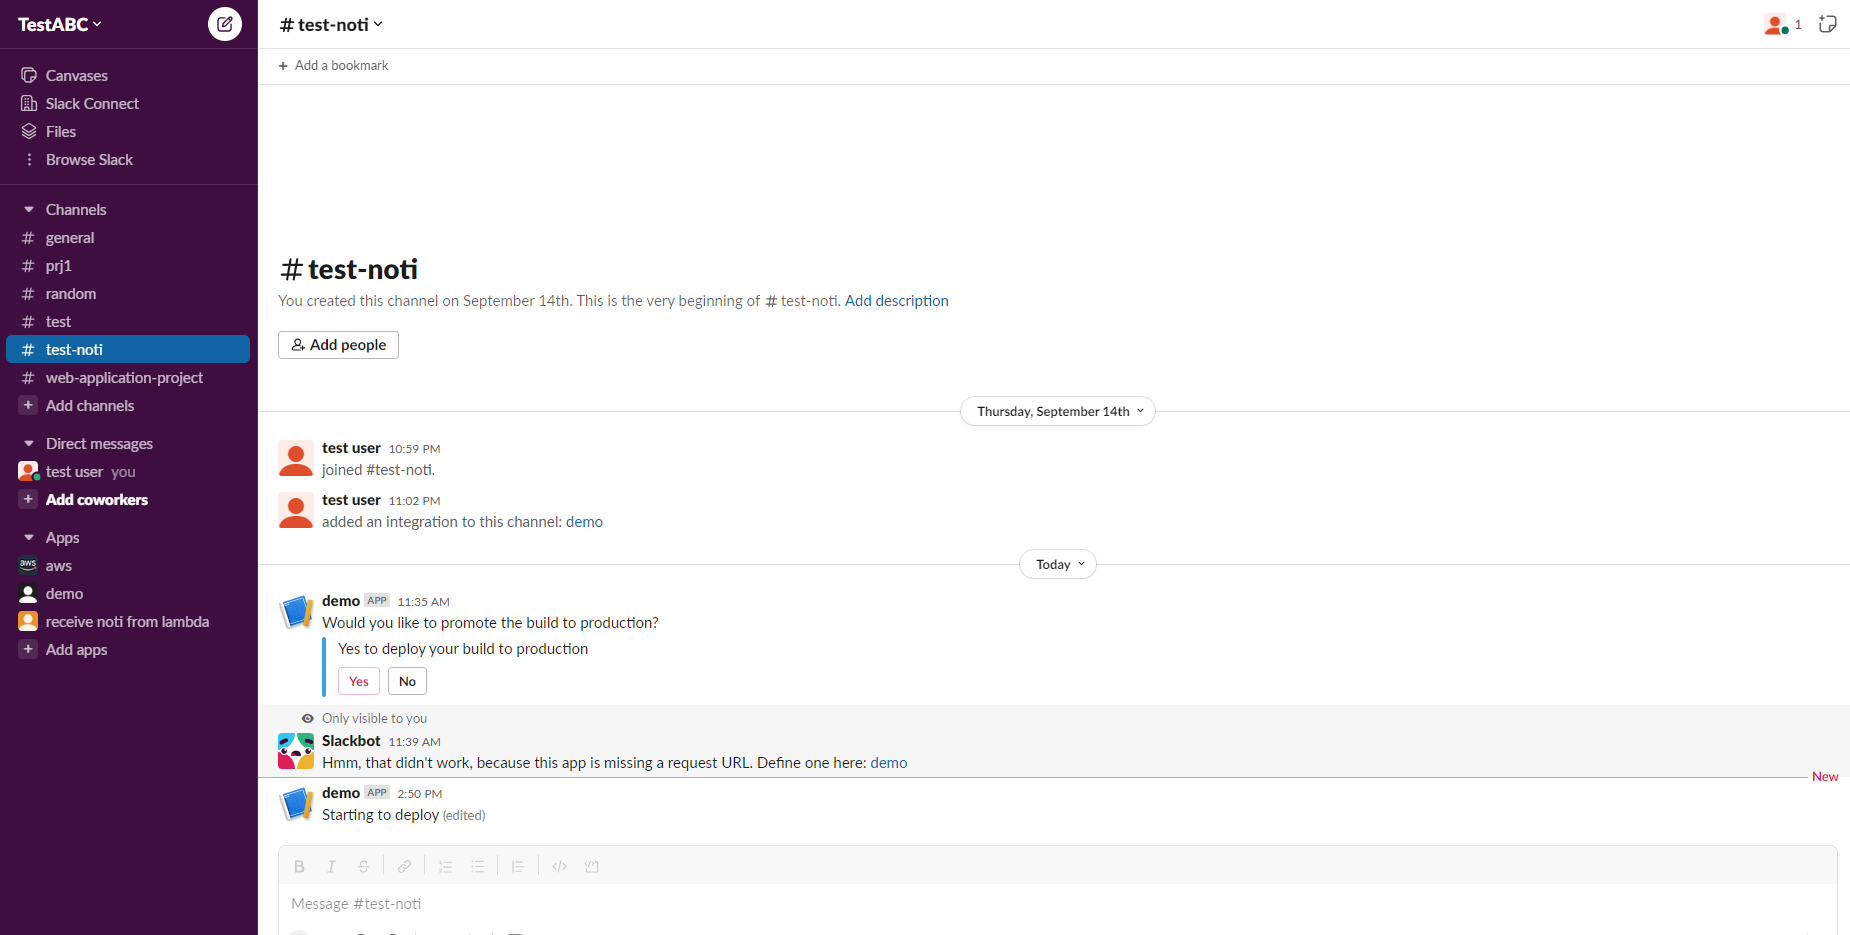 TestABC
Canvases
Slack Connect
Files
Browse Slack
Channels
# general
# prj1
# random
# test
# test-noti
# web-application-project
+ Add channels
Direct messages
test user you
+ Add coworkers
Apps
aws aws
demo
receive noti from lambda
+ Add apps
# test-noti
1
+ Add a bookmark
# test-noti
You created this channel on September 14th. This is the very beginning of # test-noti. Add description
Add people
Thursday, September 14th
test user 10:59 PM
joined #test-noti.
test user 11:02 PM
added an integration to this channel: demo
Today
demo APP 11:35 AM
Would you like to promote the build to production?
Yes to deploy your build to production
Yes No
Only visible to you
Slackbot 11:39 AM
Hmm, that didn't work, because this app is missing a request URL. Define one here: demo
New
demo APP 2:50 PM
Starting to deploy (edited)
B I S
Message #test-noti